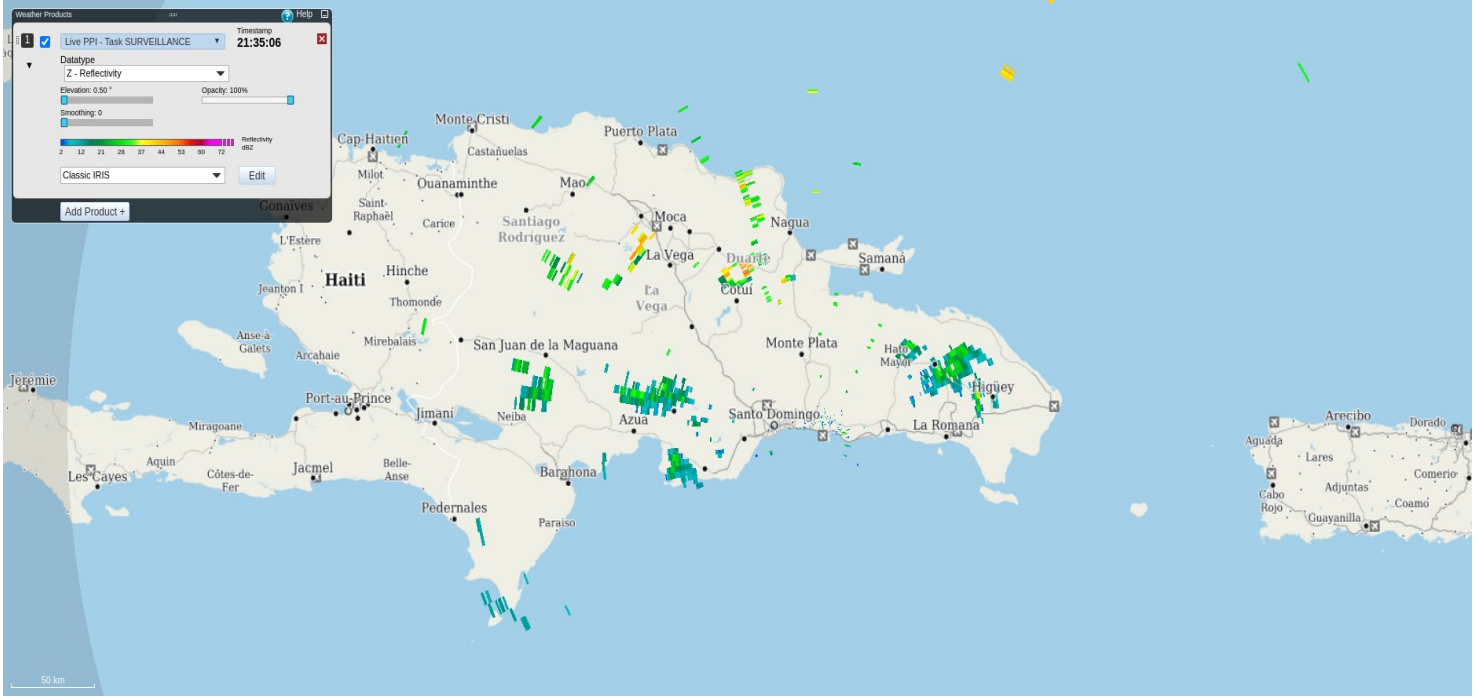 Weather Products
Help
1
Live PPI - Task SURVEILLANCE
Timestamp
21:35:06
Datatype
Z - Reflectivity
Elevation: 0.50 °
Opacity: 100%
Smoothing: 0
Reflectivity
dBZ
2 12 21 28 37 44 53 60 72
Classic IRIS
Edit
Add Product +
Monte Cristi
Puerto Plata
Cap-Haïtien
Castañuelas
Milot
Ouanaminthe
Mao
Gonaïves
Saint-
Raphaël
Carice
Santiago
Rodríguez
Moca
Nagua
L'Estère
La Vega
Duarte
Samaná
Haiti
Hinche
Jeanton I
Thomonde
La
Vega
Cotuí
Anse-à-
Galets
Mirebalais
Arcahaie
San Juan de la Maguana
Monte Plata
Hato
Mayor
Jérémie
Port-au-Prince
Higüey
Jimaní
Neiba
Azua
Santo Domingo
La Romana
Miragoane
Arecibo
Dorado
Aguada
Les Cayes
Aquin
Côtes-de-
Fer
Jacmel
Belle-
Anse
Barahona
Lares
Comerio
Adjuntas
Cabo
Rojo
Coamo
Guayanilla
Pedernales
Paraiso
50 km